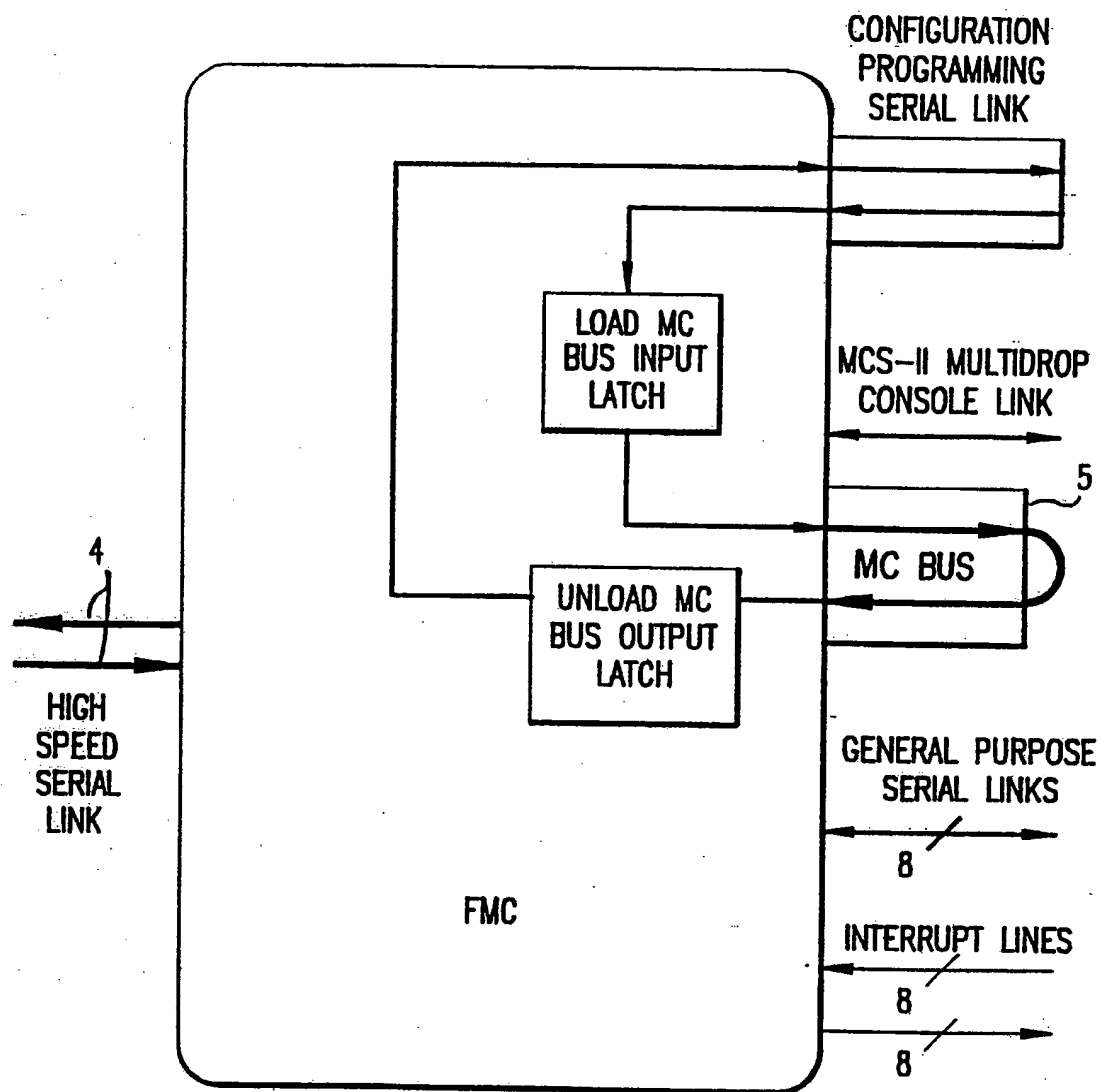 CONFIGURATION
PROGRAMMING
SERIAL LINK
LOAD MC
BUS INPUT
LATCH
MCS-II MULTIDROP
CONSOLE LINK
5
MC BUS
4
UNLOAD MC
BUS OUTPUT
LATCH
HIGH
SPEED
SERIAL
LINK
GENERAL PURPOSE
SERIAL LINKS
8
FMC
INTERRUPT LINES
8
8